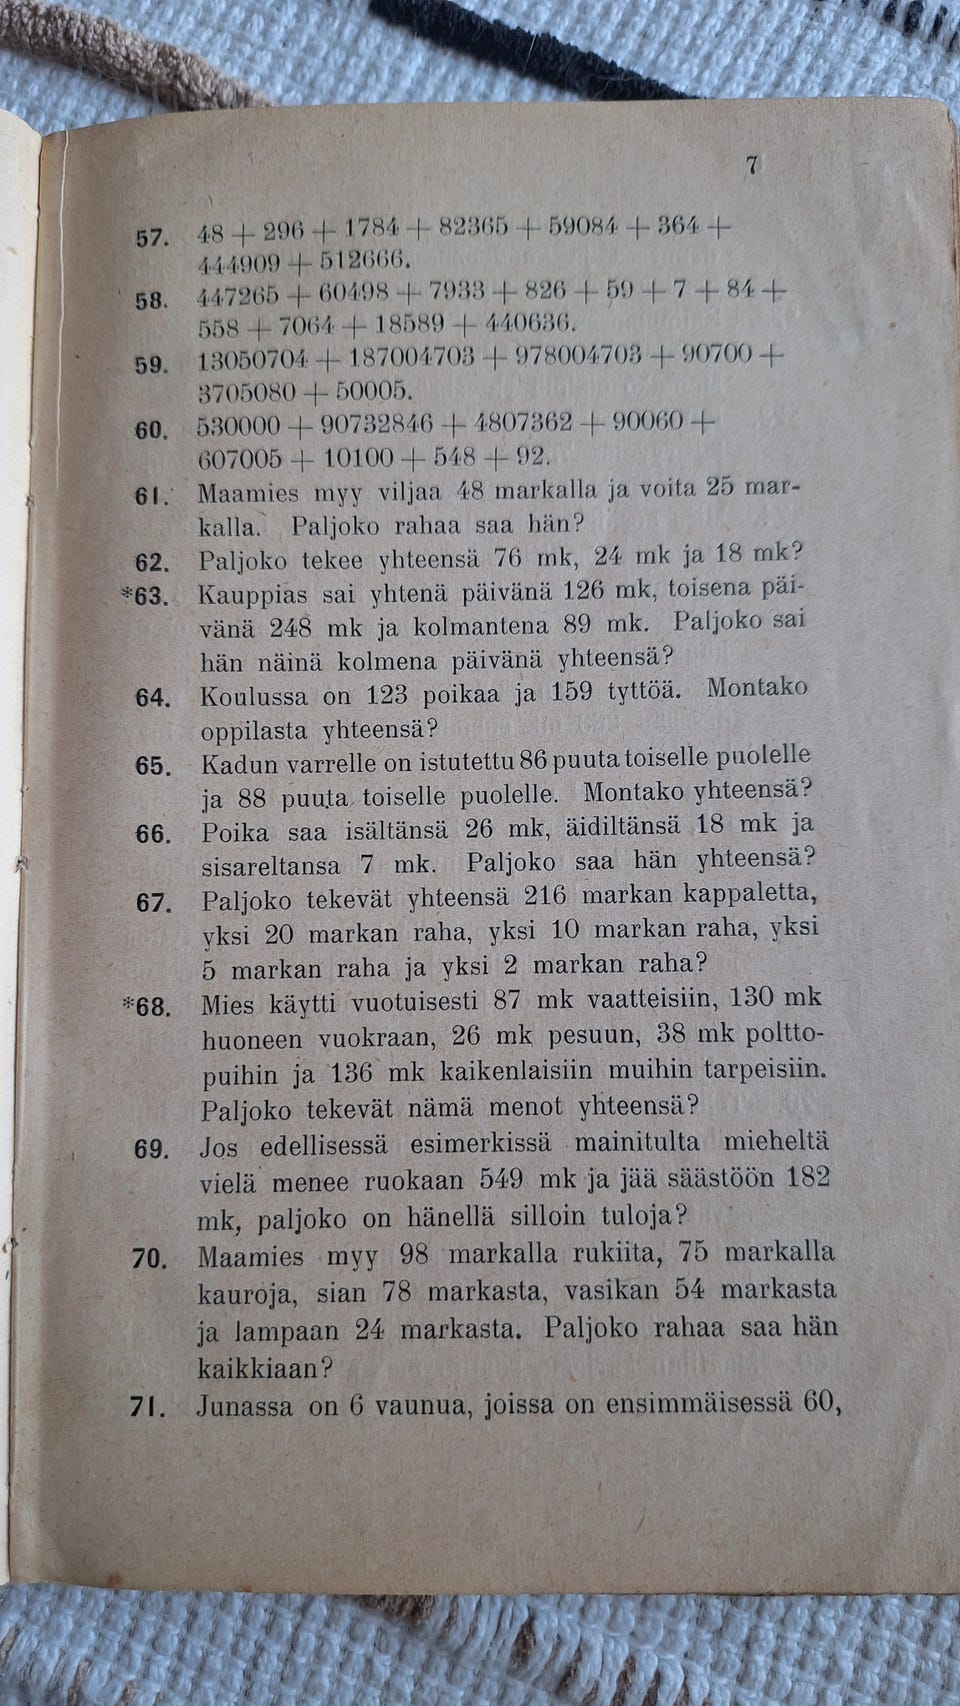 7
57. 48 + 296 + 1784 + 82365 + 59084 + 364 +
444909 + 512666.
58. 447265 + 60498 + 7933 + 826 + 59 + 7 + 84 +
558 + 7064 + 18589 + 440636.
59. 13050704 + 187004703 + 978004703 + 90700 +
3705080 + 50005.
60. 530000 + 90732846 + 4807362 + 90060 +
607005 + 10100 + 548 + 92.
61. Maamies myy viljaa 48 markalla ja voita 25 mar-
kalla. Paljoko rahaa saa hän?
62. Paljoko tekee yhteensä 76 mk, 24 mk ja 18 mk?
*63. Kauppias sai yhtenä päivänä 126 mk, toisena päi-
vänä 248 mk ja kolmantena 89 mk. Paljoko sai
hän näinä kolmena päivänä yhteensä?
64. Koulussa on 123 poikaa ja 159 tyttöä. Montako
oppilasta yhteensä?
65. Kadun varrelle on istutettu 86 puuta toiselle puolelle
ja 88 puuta toiselle puolelle. Montako yhteensä?
66. Poika saa isältänsä 26 mk, äidiltänsä 18 mk ja
sisareltansa 7 mk. Paljoko saa hän yhteensä?
67. Paljoko tekevät yhteensä 216 markan kappaletta,
yksi 20 markan raha, yksi 10 markan raha, yksi
5 markan raha ja yksi 2 markan raha?
*68. Mies käytti vuotuisesti 87 mk vaatteisiin, 130 mk
huoneen vuokraan, 26 mk pesuun, 38 mk poltto-
puihin ja 136 mk kaikenlaisiin muihin tarpeisiin.
Paljoko tekevät nämä menot yhteensä?
69. Jos edellisessä esimerkissä mainitulta mieheltä
vielä menee ruokaan 549 mk ja jää säästöön 182
mk, paljoko on hänellä silloin tuloja?
70. Maamies myy 98 markalla rukiita, 75 markalla
kauroja, sian 78 markasta, vasikan 54 markasta
ja lampaan 24 markasta. Paljoko rahaa saa hän
kaikkiaan?
71. Junassa on 6 vaunua, joissa on ensimmäisessä 60,